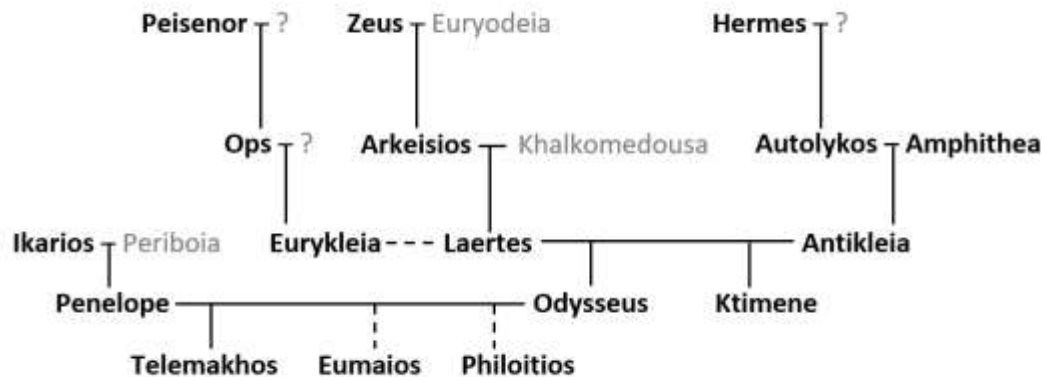 Peisenor ? Zeus Euryodeia Hermes ?
Ops ? Arkeisios Khalkomedousa Autolykos Amphithea
Ikarios Periboia Eurykleia Laertes Antikleia
Penelope Odysseus Ktimene
Telemakhos Eumaios Philoitios